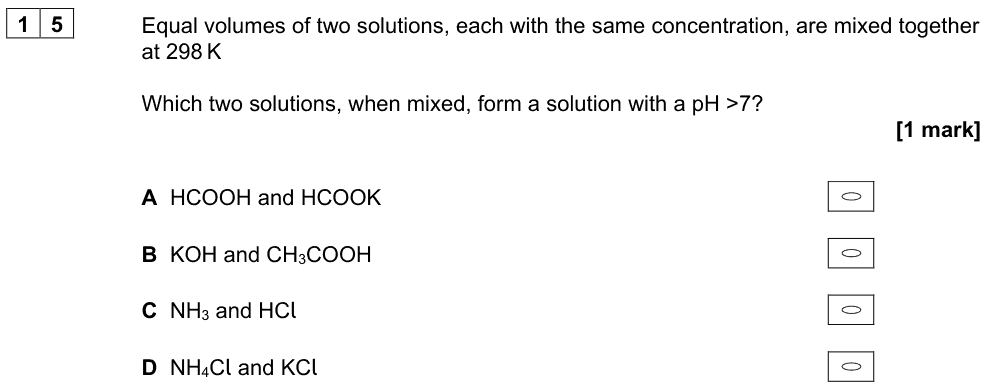 1 5 Equal volumes of two solutions, each with the same concentration, are mixed together
at 298 K
Which two solutions, when mixed, form a solution with a pH >7?
[1 mark]
A HCOOH and HCOOK
B KOH and CH₃COOH
C NH₃ and HCl
D NH₄Cl and KCl